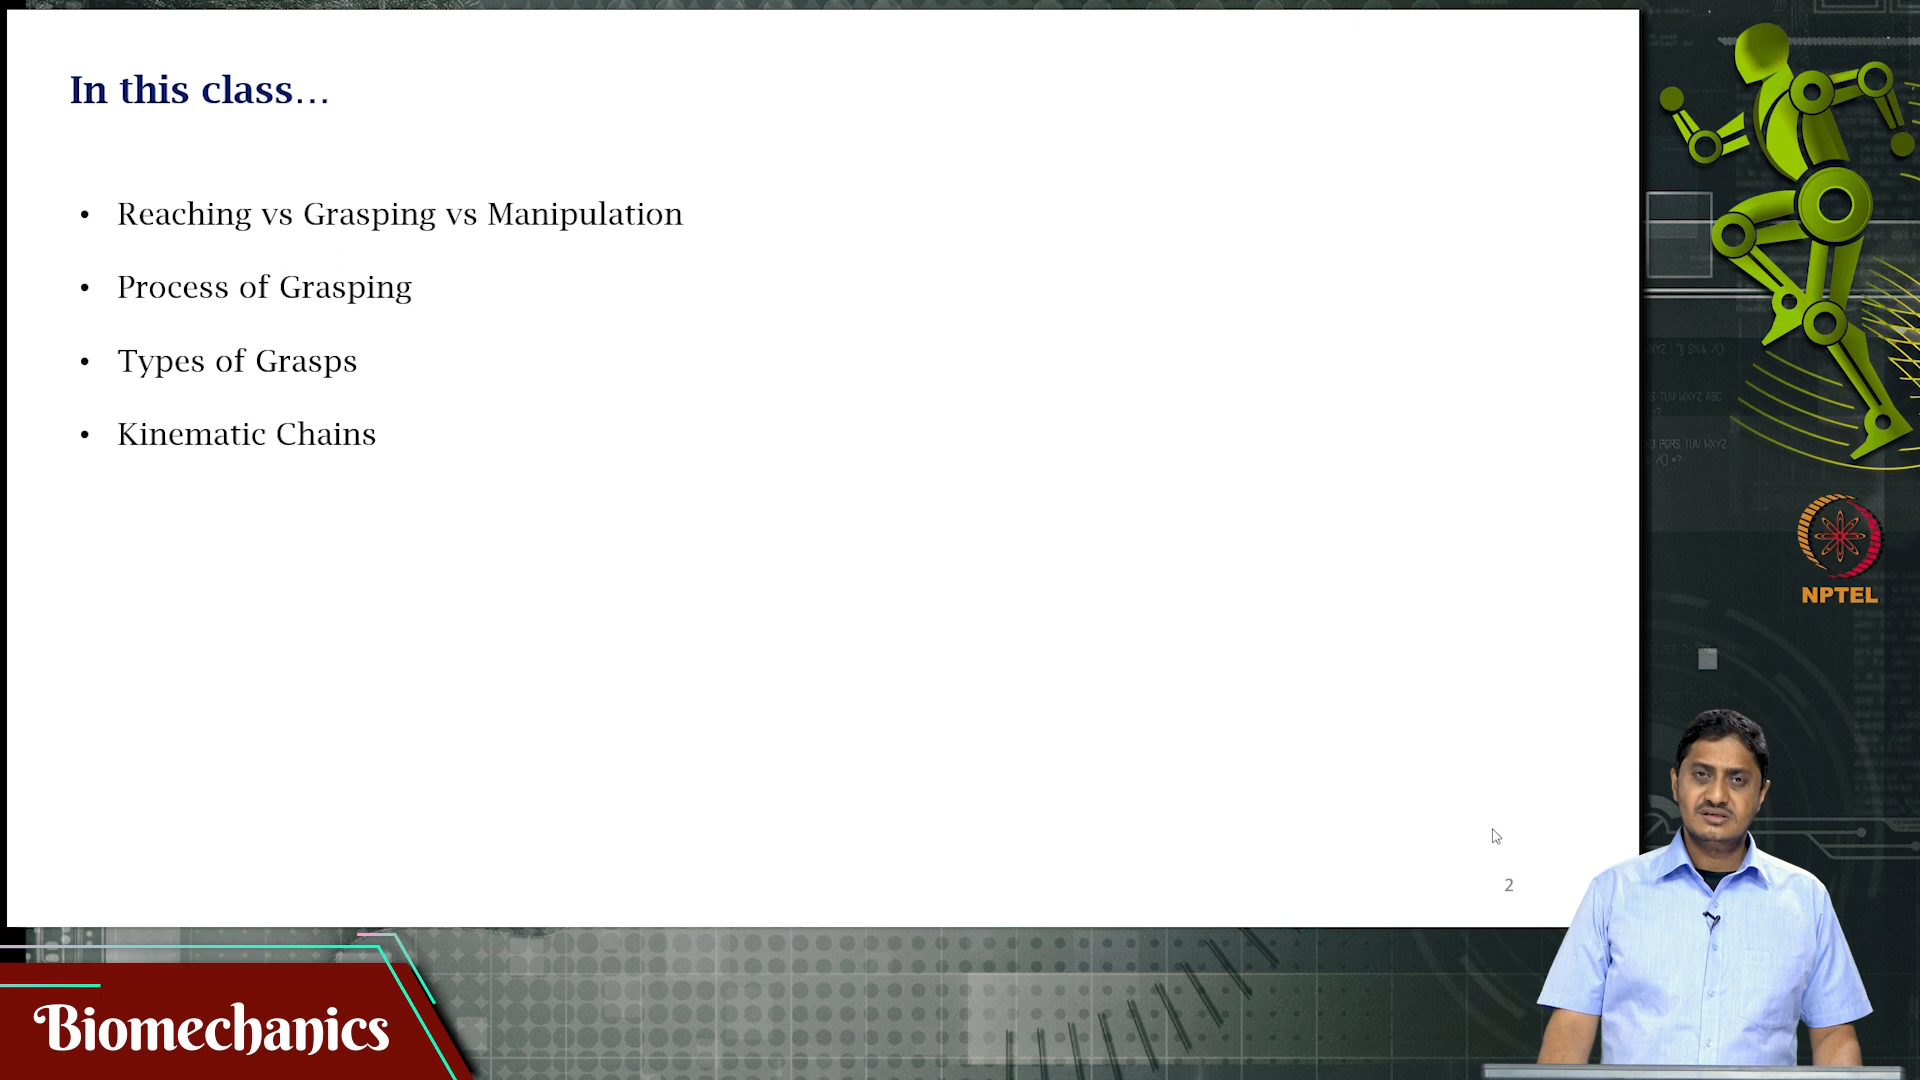 In this class...
• Reaching vs Grasping vs Manipulation
• Process of Grasping
• Types of Grasps
• Kinematic Chains
NPTEL
2
Biomechanics